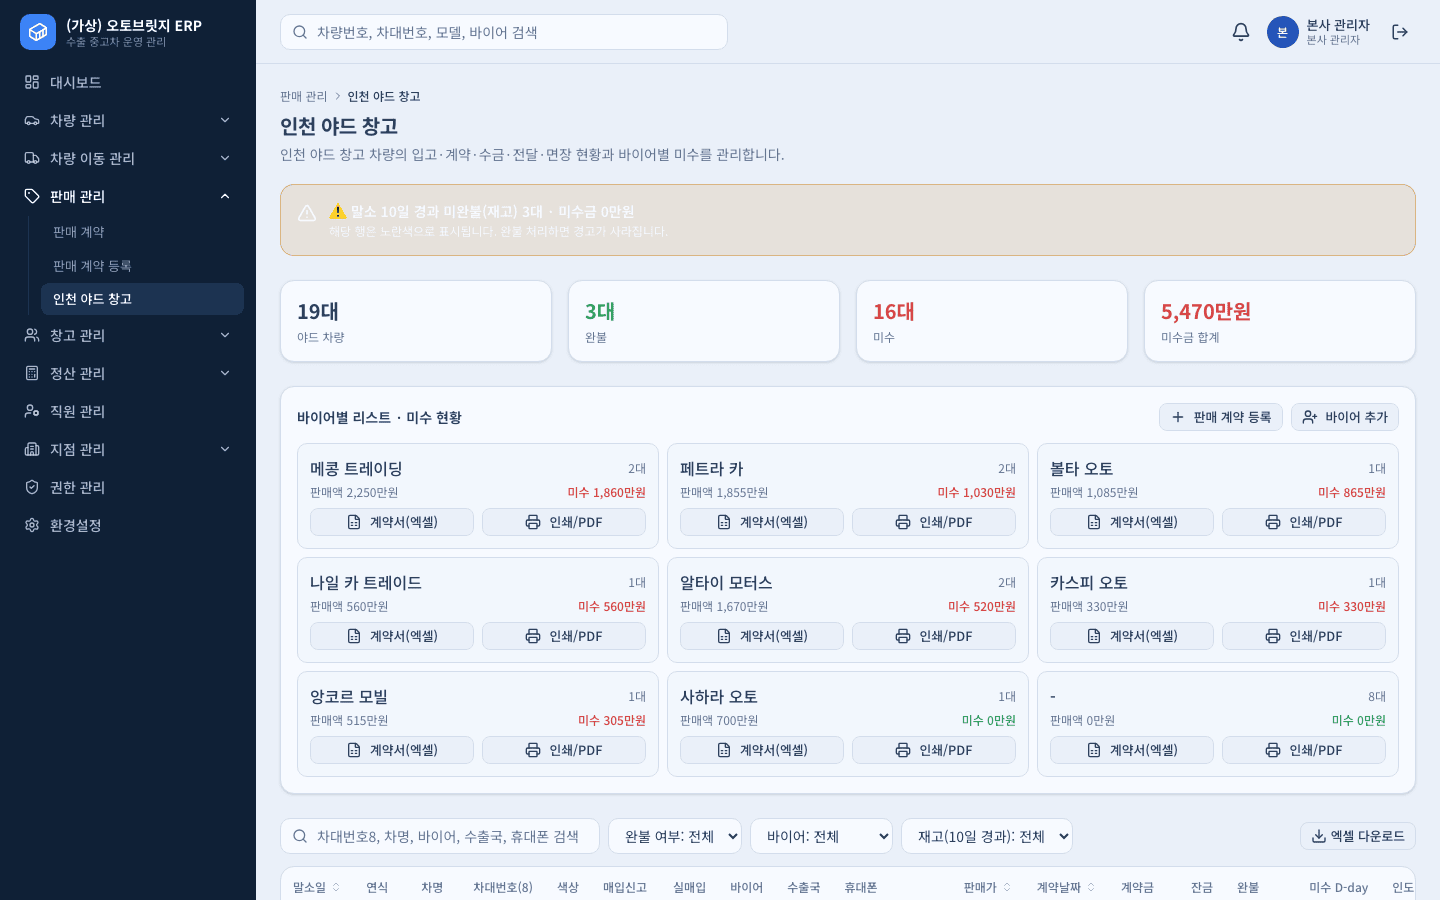 (가상) 오토브릿지 ERP
수출 중고차 운영 관리
대시보드
차량 관리
차량 이동 관리
판매 관리
판매 계약
판매 계약 등록
인천 야드 창고
창고 관리
정산 관리
직원 관리
지점 관리
권한 관리
환경설정
차량번호, 차대번호, 모델, 바이어 검색
본
본사 관리자
본사 관리자
판매 관리 > 인천 야드 창고
인천 야드 창고
인천 야드 창고 차량의 입고·계약·수금·전달·면장 현황과 바이어별 미수를 관리합니다.
⚠️ 말소 10일 경과 미완불(재고) 3대 · 미수금 0만원
해당 행은 노란색으로 표시됩니다. 완불 처리하면 경고가 사라집니다.
19대
야드 차량
3대
완불
16대
미수
5,470만원
미수금 합계
바이어별 리스트 · 미수 현황
판매 계약 등록
바이어 추가
메콩 트레이딩 2대
판매액 2,250만원 미수 1,860만원
계약서(엑셀) 인쇄/PDF
페트라 카 2대
판매액 1,855만원 미수 1,030만원
계약서(엑셀) 인쇄/PDF
볼타 오토 1대
판매액 1,085만원 미수 865만원
계약서(엑셀) 인쇄/PDF
나일 카 트레이드 1대
판매액 560만원 미수 560만원
계약서(엑셀) 인쇄/PDF
알타이 모터스 2대
판매액 1,670만원 미수 520만원
계약서(엑셀) 인쇄/PDF
카스피 오토 1대
판매액 330만원 미수 330만원
계약서(엑셀) 인쇄/PDF
앙코르 모빌 1대
판매액 515만원 미수 305만원
계약서(엑셀) 인쇄/PDF
사하라 오토 1대
판매액 700만원 미수 0만원
계약서(엑셀) 인쇄/PDF
- 8대
판매액 0만원 미수 0만원
계약서(엑셀) 인쇄/PDF
차대번호8, 차명, 바이어, 수출국, 휴대폰 검색
완불 여부: 전체
바이어: 전체
재고(10일 경과): 전체
엑셀 다운로드
말소일 연식 차명 차대번호(8) 색상 매입신고 실매입 바이어 수출국 휴대폰 판매가 계약날짜 계약금 잔금 완불 미수 D-day 인도